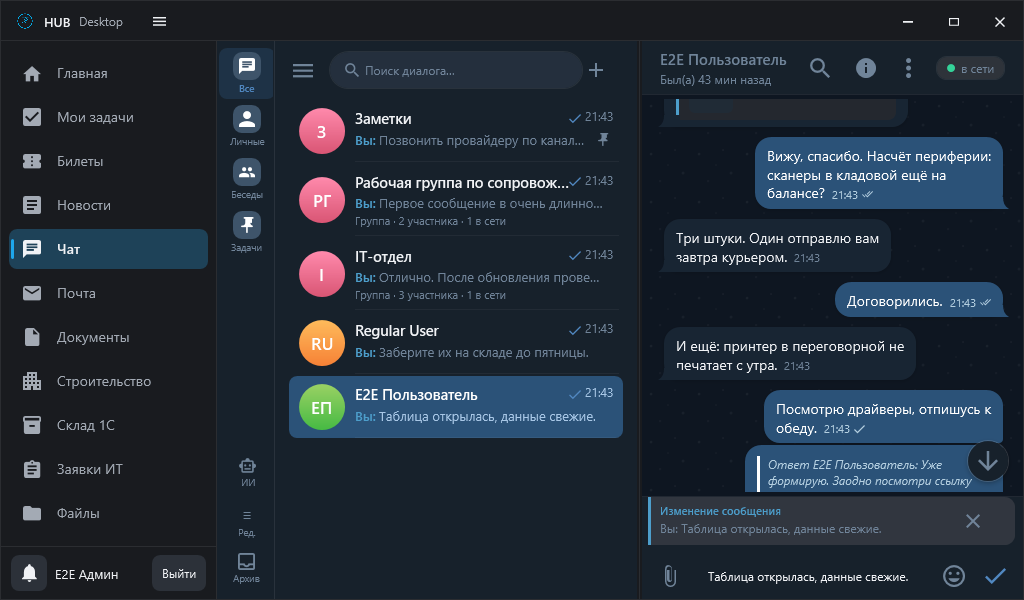 HUB Desktop
Главная
Мои задачи
Билеты
Новости
Чат
Почта
Документы
Строительство
Склад 1С
Заявки ИТ
Файлы
E2E Админ
Выйти
Все
Личные
Беседы
Задачи
ИИ
Ред.
Архив
Поиск диалога...
З
Заметки
21:43
Вы: Позвонить провайдеру по канал...
РГ
Рабочая группа по сопровож...
21:43
Вы: Первое сообщение в очень длинно...
Группа · 2 участника · 1 в сети
I
IT-отдел
21:43
Вы: Отлично. После обновления прове...
Группа · 3 участника · 1 в сети
RU
Regular User
21:43
Вы: Заберите их на складе до пятницы.
ЕП
E2E Пользователь
21:43
Вы: Таблица открылась, данные свежие.
E2E Пользователь
Был(а) 43 мин назад
в сети
Вижу, спасибо. Насчёт периферии:
сканеры в кладовой ещё на
балансе? 21:43
Три штуки. Один отправлю вам
завтра курьером. 21:43
Договорились. 21:43
И ещё: принтер в переговорной не
печатает с утра. 21:43
Посмотрю драйверы, отпишусь к
обеду. 21:43
Ответ E2E Пользователь: Уже
формирую. Заодно посмотри ссылку
Изменение сообщения
Вы: Таблица открылась, данные свежие.
Таблица открылась, данные свежие.